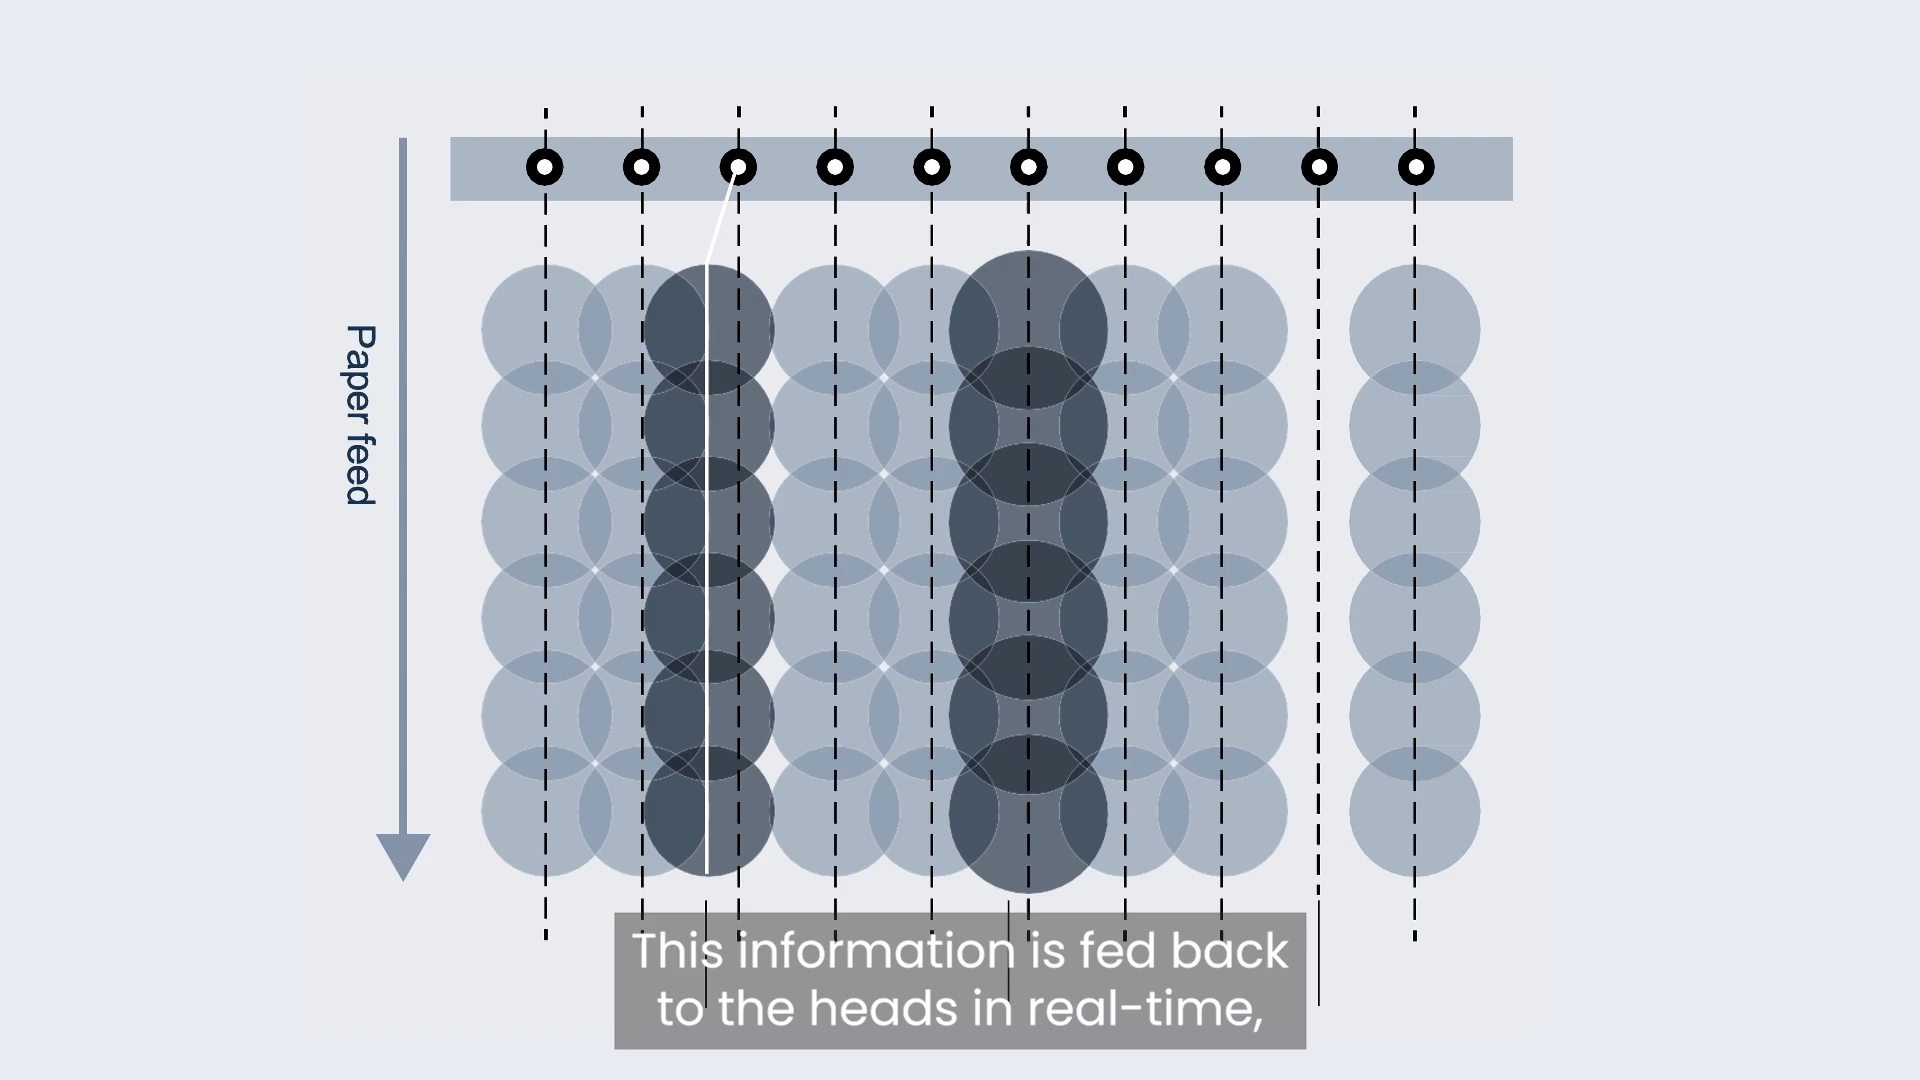 Paper feed
This information is fed back
to the heads in real-time,